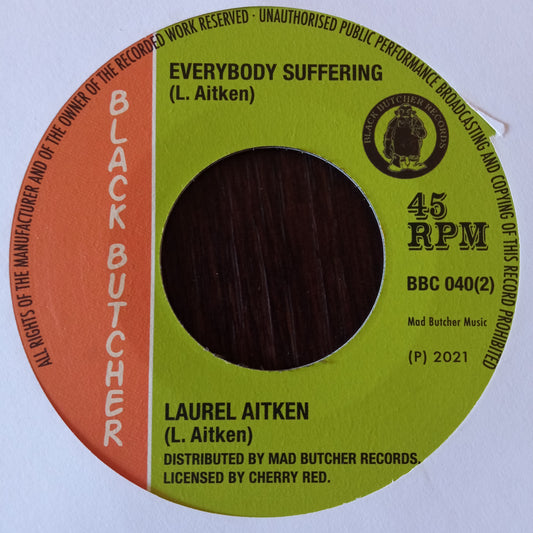 ALL RIGHTS OF THE MANUFACTURER AND OF THE OWNER OF THE RECORDED WORK RESERVED - UNAUTHORISED PUBLIC PERFORMANCE BROADCASTING AND COPYING OF THIS RECORD PROHIBITED
BLACK BUTCHER
EVERYBODY SUFFERING
(L. Aitken)
BLACK BUTCHER RECORDS
45
RPM
BBC 040(2)
Mad Butcher Music
(P) 2021
LAUREL AITKEN
(L. Aitken)
DISTRIBUTED BY MAD BUTCHER RECORDS.
LICENSED BY CHERRY RED.